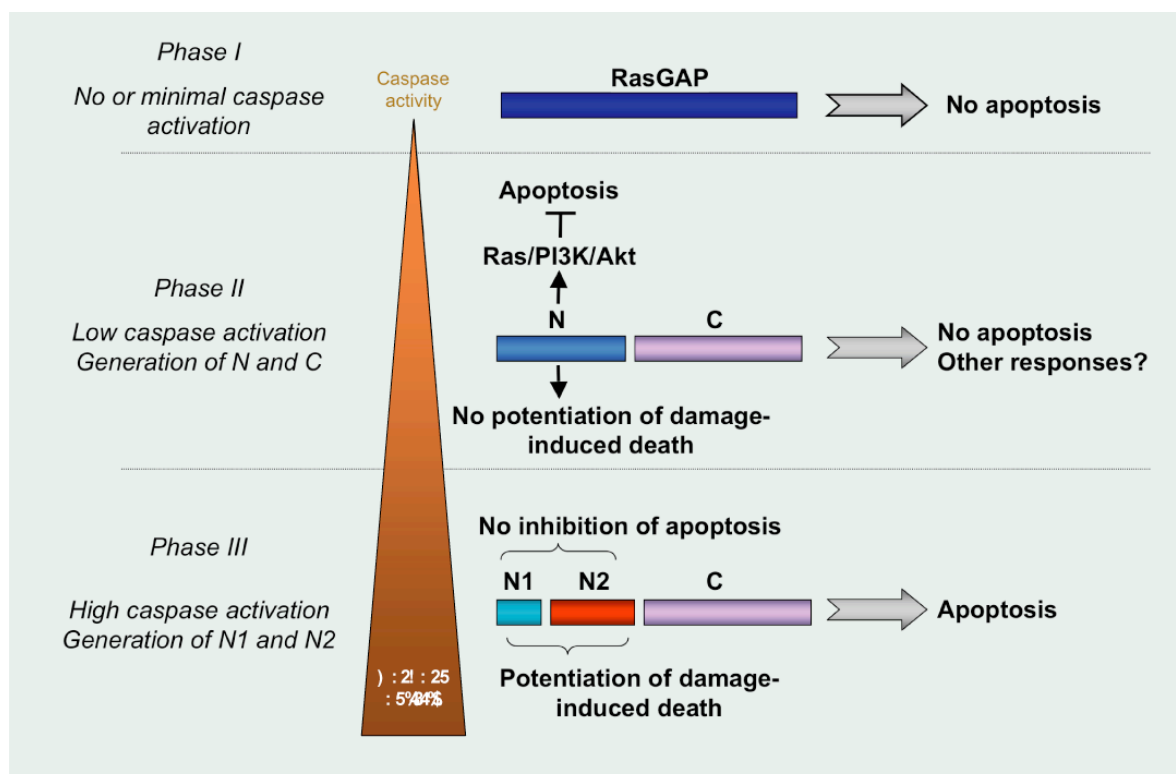 Phase I
No or minimal caspase
activation
Caspase
activity
RasGAP
No apoptosis
Phase II
Low caspase activation
Generation of N and C
Apoptosis
Ras/PI3K/Akt
N
C
No potentiation of damage-
induced death
No apoptosis
Other responses?
Phase III
High caspase activation
Generation of N1 and N2
No inhibition of apoptosis
N1
N2
C
Potentiation of damage-
induced death
Apoptosis